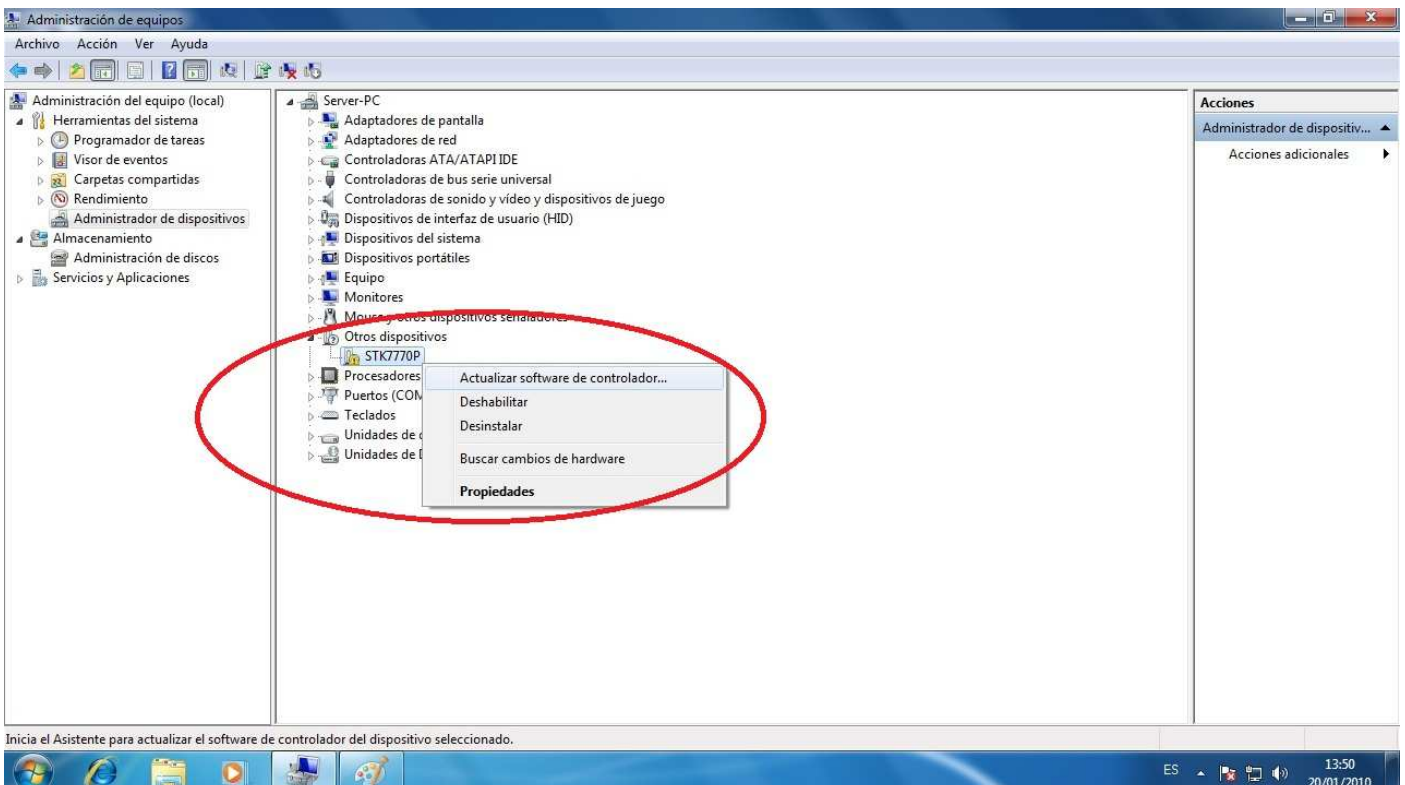 Administración de equipos
Archivo Acción Ver Ayuda
Administración del equipo (local)
Herramientas del sistema
Programador de tareas
Visor de eventos
Carpetas compartidas
Rendimiento
Administrador de dispositivos
Almacenamiento
Administración de discos
Servicios y Aplicaciones
Server-PC
Adaptadores de pantalla
Adaptadores de red
Controladoras ATA/ATAPI IDE
Controladoras de bus serie universal
Controladoras de sonido y vídeo y dispositivos de juego
Dispositivos de interfaz de usuario (HID)
Dispositivos del sistema
Dispositivos portátiles
Equipo
Monitores
Mouse y otros dispositivos señaladores
Otros dispositivos
STK7770P
Procesadores
Puertos (COM
Teclados
Unidades de
Unidades de
Actualizar software de controlador...
Deshabilitar
Desinstalar
Buscar cambios de hardware
Propiedades
Acciones
Administrador de dispositiv...
Acciones adicionales
Inicia el Asistente para actualizar el software de controlador del dispositivo seleccionado.
ES
13:50
20/01/2010